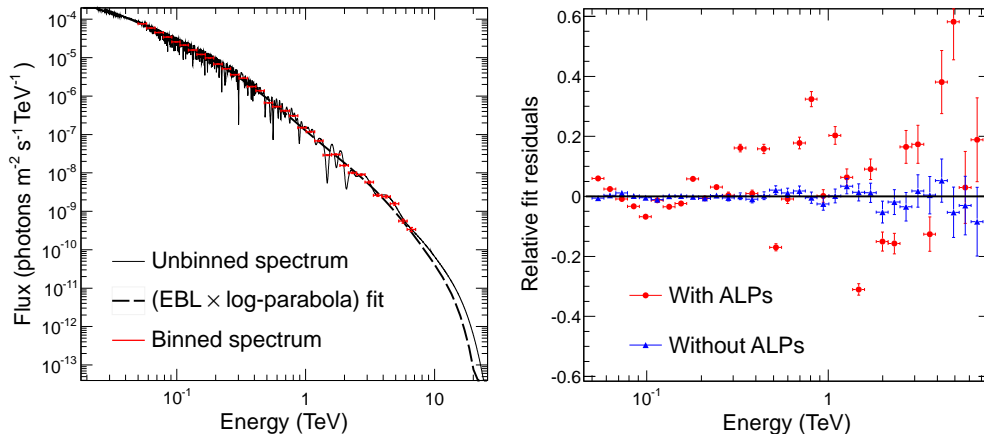 10⁻⁴
10⁻⁵
10⁻⁶
10⁻⁷
10⁻⁸
10⁻⁹
10⁻¹⁰
10⁻¹¹
10⁻¹²
10⁻¹³
Flux (photons m⁻² s⁻¹ TeV⁻¹)
Unbinned spectrum
(EBL × log-parabola) fit
Binned spectrum
10⁻¹ 1 10
Energy (TeV)
0.6
0.4
0.2
0
-0.2
-0.4
-0.6
Relative fit residuals
With ALPs
Without ALPs
10⁻¹ 1
Energy (TeV)